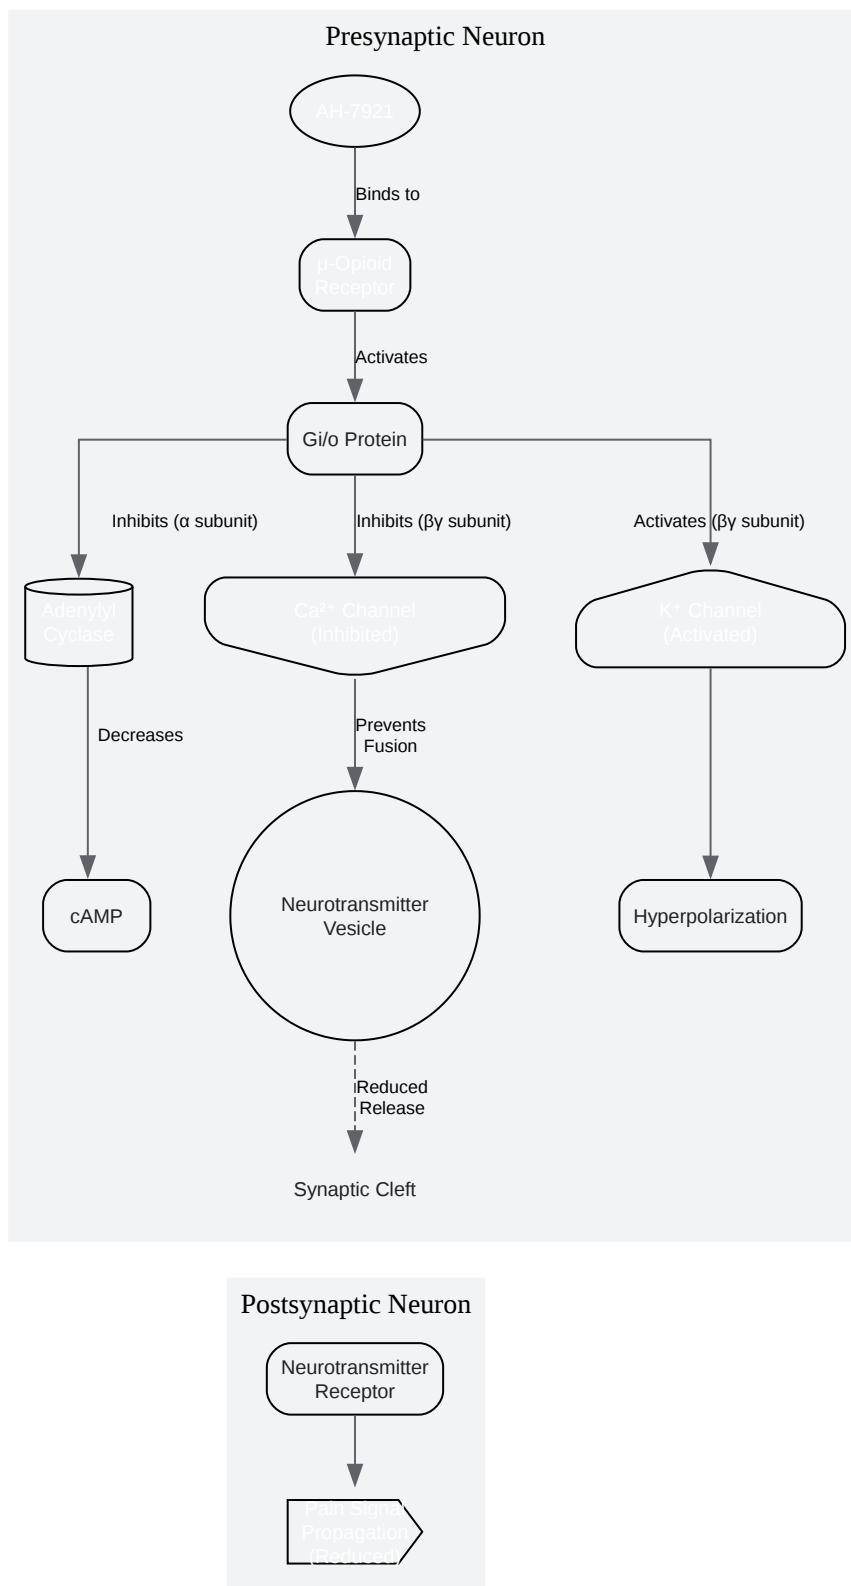 Presynaptic Neuron
AH-7921
Binds to
μ-Opioid
Receptor
Activates
Gi/o Protein
Inhibits (α subunit)
Inhibits (βγ subunit)
Activates (βγ subunit)
Adenylyl
Cyclase
Ca²⁺ Channel
(Inhibited)
K⁺ Channel
(Activated)
Decreases
Prevents
Fusion
cAMP
Neurotransmitter
Vesicle
Hyperpolarization
Reduced
Release
Synaptic Cleft
Postsynaptic Neuron
Neurotransmitter
Receptor
Pain Signal
Propagation
(Reduced)